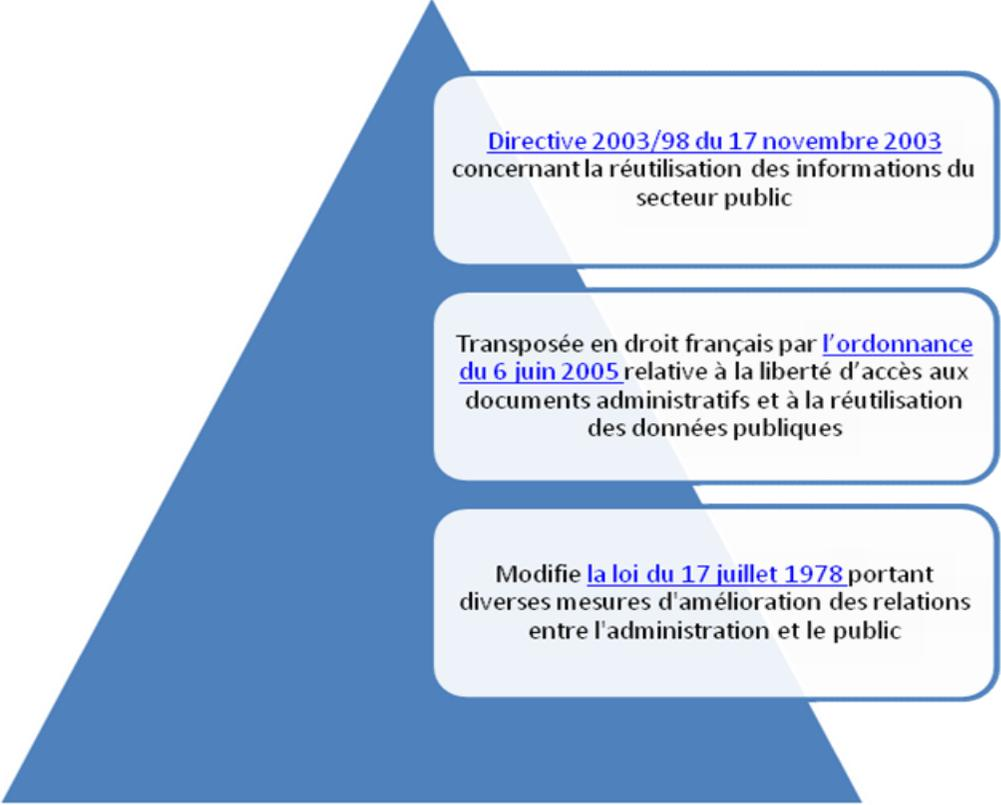 Directive 2003/98 du 17 novembre 2003
concernant la réutilisation des informations du
secteur public
Transposée en droit français par l’ordonnance
du 6 juin 2005 relative à la liberté d’accès aux
documents administratifs et à la réutilisation
des données publiques
Modifie la loi du 17 juillet 1978 portant
diverses mesures d'amélioration des relations
entre l'administration et le public